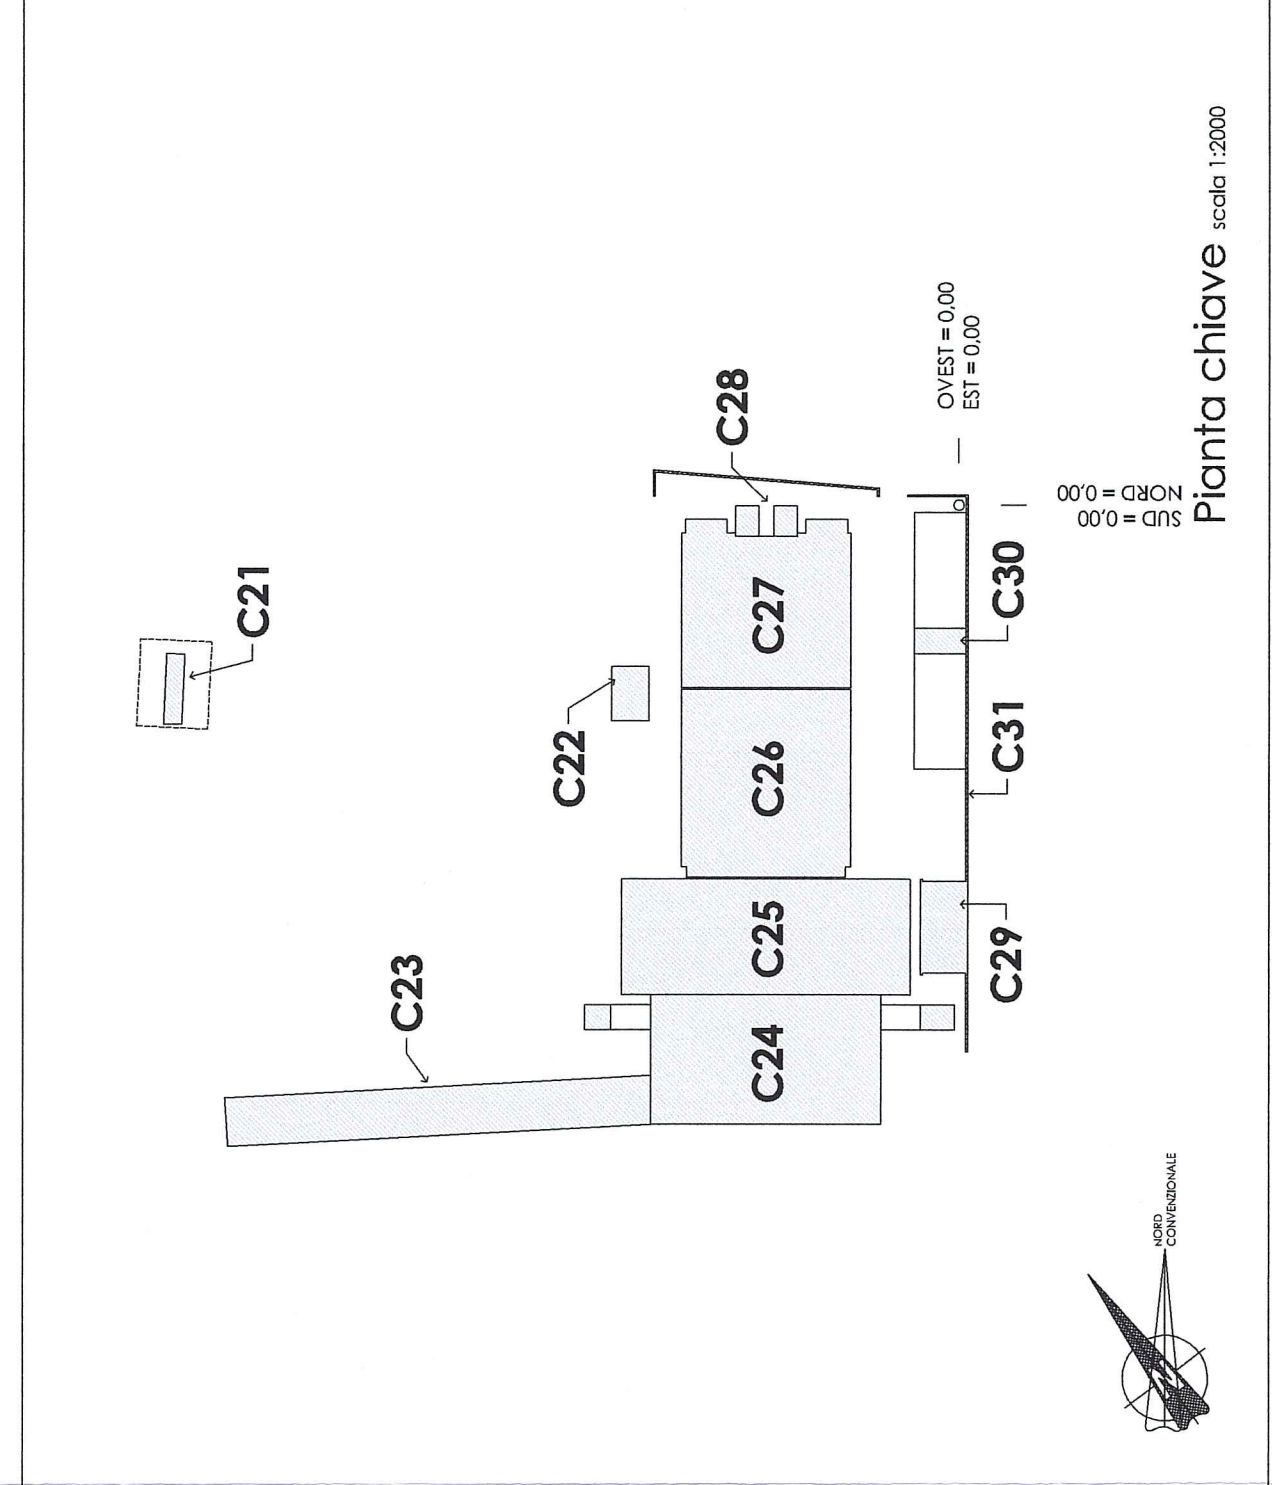 C21
C22
C23
C28
C27
C26
C25
C24
C30
C31
C29
OVEST = 0,00
EST = 0,00
SUD = 0,00
NORD = 0,00
Pianta chiave scala 1:2000
NORD
CONVENZIONALE
N